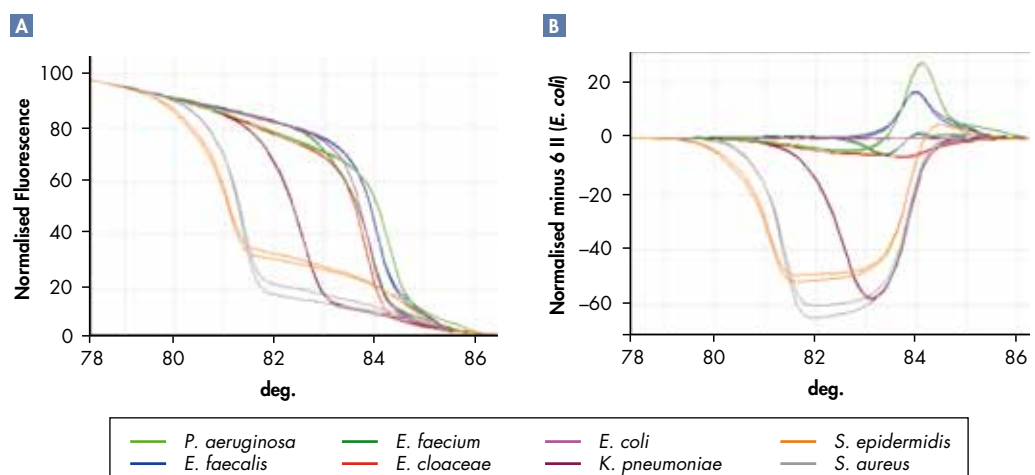 A
B
Normalised Fluorescence
100
80
60
40
20
0
78 80 82 84 86
deg.
Normalised minus 6 II (E. coli)
20
0
–20
–40
–60
78 80 82 84 86
deg.
P. aeruginosa E. faecium E. coli S. epidermidis
E. faecalis E. cloaceae K. pneumoniae S. aureus